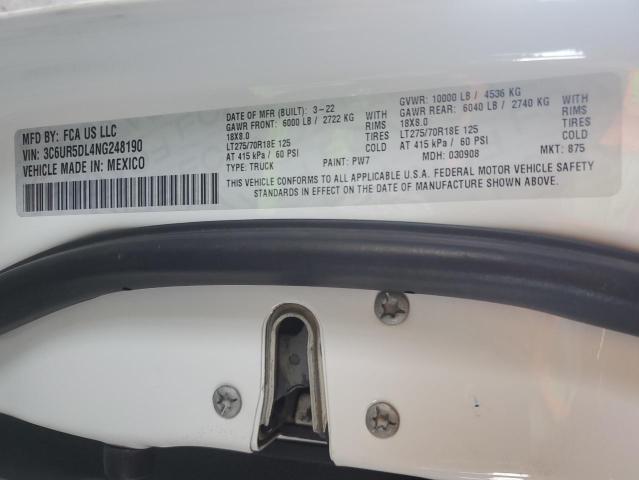 MFD BY: FCA US LLC
VIN: 3C6UR5DL4NG248190
VEHICLE MADE IN: MEXICO
DATE OF MFR (BUILT): 3-22 GVWR: 10000 LB / 4536 KG
GAWR FRONT: 6000 LB / 2722 KG WITH GAWR REAR: 6040 LB / 2740 KG WITH
18X8.0 RIMS 18X8.0 RIMS
LT275/70R18E 125 TIRES LT275/70R18E 125 TIRES
AT 415 kPa / 60 PSI COLD AT 415 kPa / 60 PSI COLD
TYPE: TRUCK PAINT: PW7 MDH: 030908 MKT: 875
THIS VEHICLE CONFORMS TO ALL APPLICABLE U.S.A. FEDERAL MOTOR VEHICLE SAFETY
STANDARDS IN EFFECT ON THE DATE OF MANUFACTURE SHOWN ABOVE.